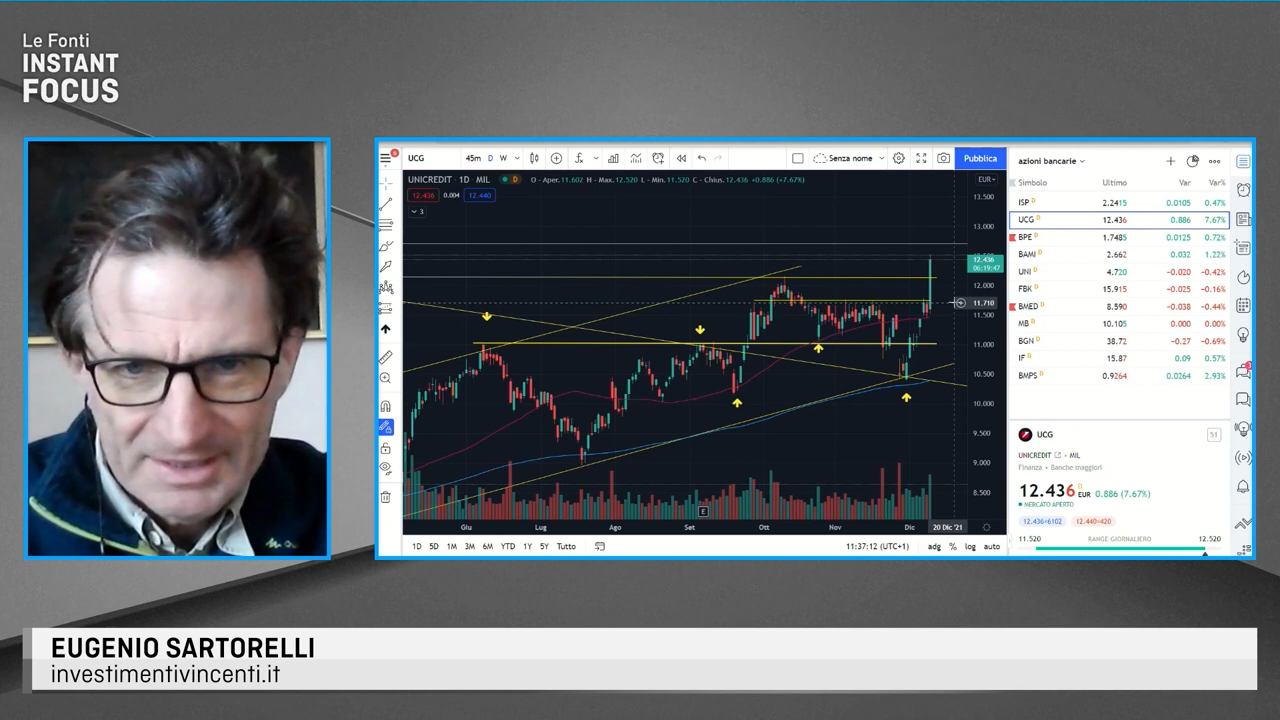 Le Fonti
INSTANT
FOCUS
UCG
45m D W
Senza nome
Pubblica
UNICREDIT · 1D · MIL
D
O - Aper. 11.602 H - Max. 12.520 L - Min. 11.520 C - Chius. 12.436 +0.886 (+7.67%)
EUR
12.436 0.004 12.440
3
13.500
13.000
12.436
06:19:47
12.000
11.710
11.500
11.000
10.500
10.000
9.500
9.000
8.500
E
Giu Lug Ago Set Ott Nov Dic 20 Dic '21
1D 5D 1M 3M 6M YTD 1Y 5Y Tutto
11:37:12 (UTC+1) adg % log auto
azioni bancarie
Simbolo Ultimo Var Var%
ISP D 2.2415 0.0105 0.47%
UCG D 12.436 0.886 7.67%
BPE D 1.7485 0.0125 0.72%
BAMI D 2.662 0.032 1.22%
UNI D 4.720 -0.020 -0.42%
FBK D 15.915 -0.025 -0.16%
BMED D 8.590 -0.038 -0.44%
MB D 10.105 0.000 0.00%
BGN D 38.72 -0.27 -0.69%
IF D 15.87 0.09 0.57%
BMPS D 0.9264 0.0264 2.93%
UCG
UNICREDIT · MIL
Finanza · Banche maggiori
12.436 D EUR 0.886 (7.67%)
MERCATO APERTO
12.436×6102 12.440×420
11.520 RANGE GIORNALIERO 12.520
EUGENIO SARTORELLI
investimentivincenti.it